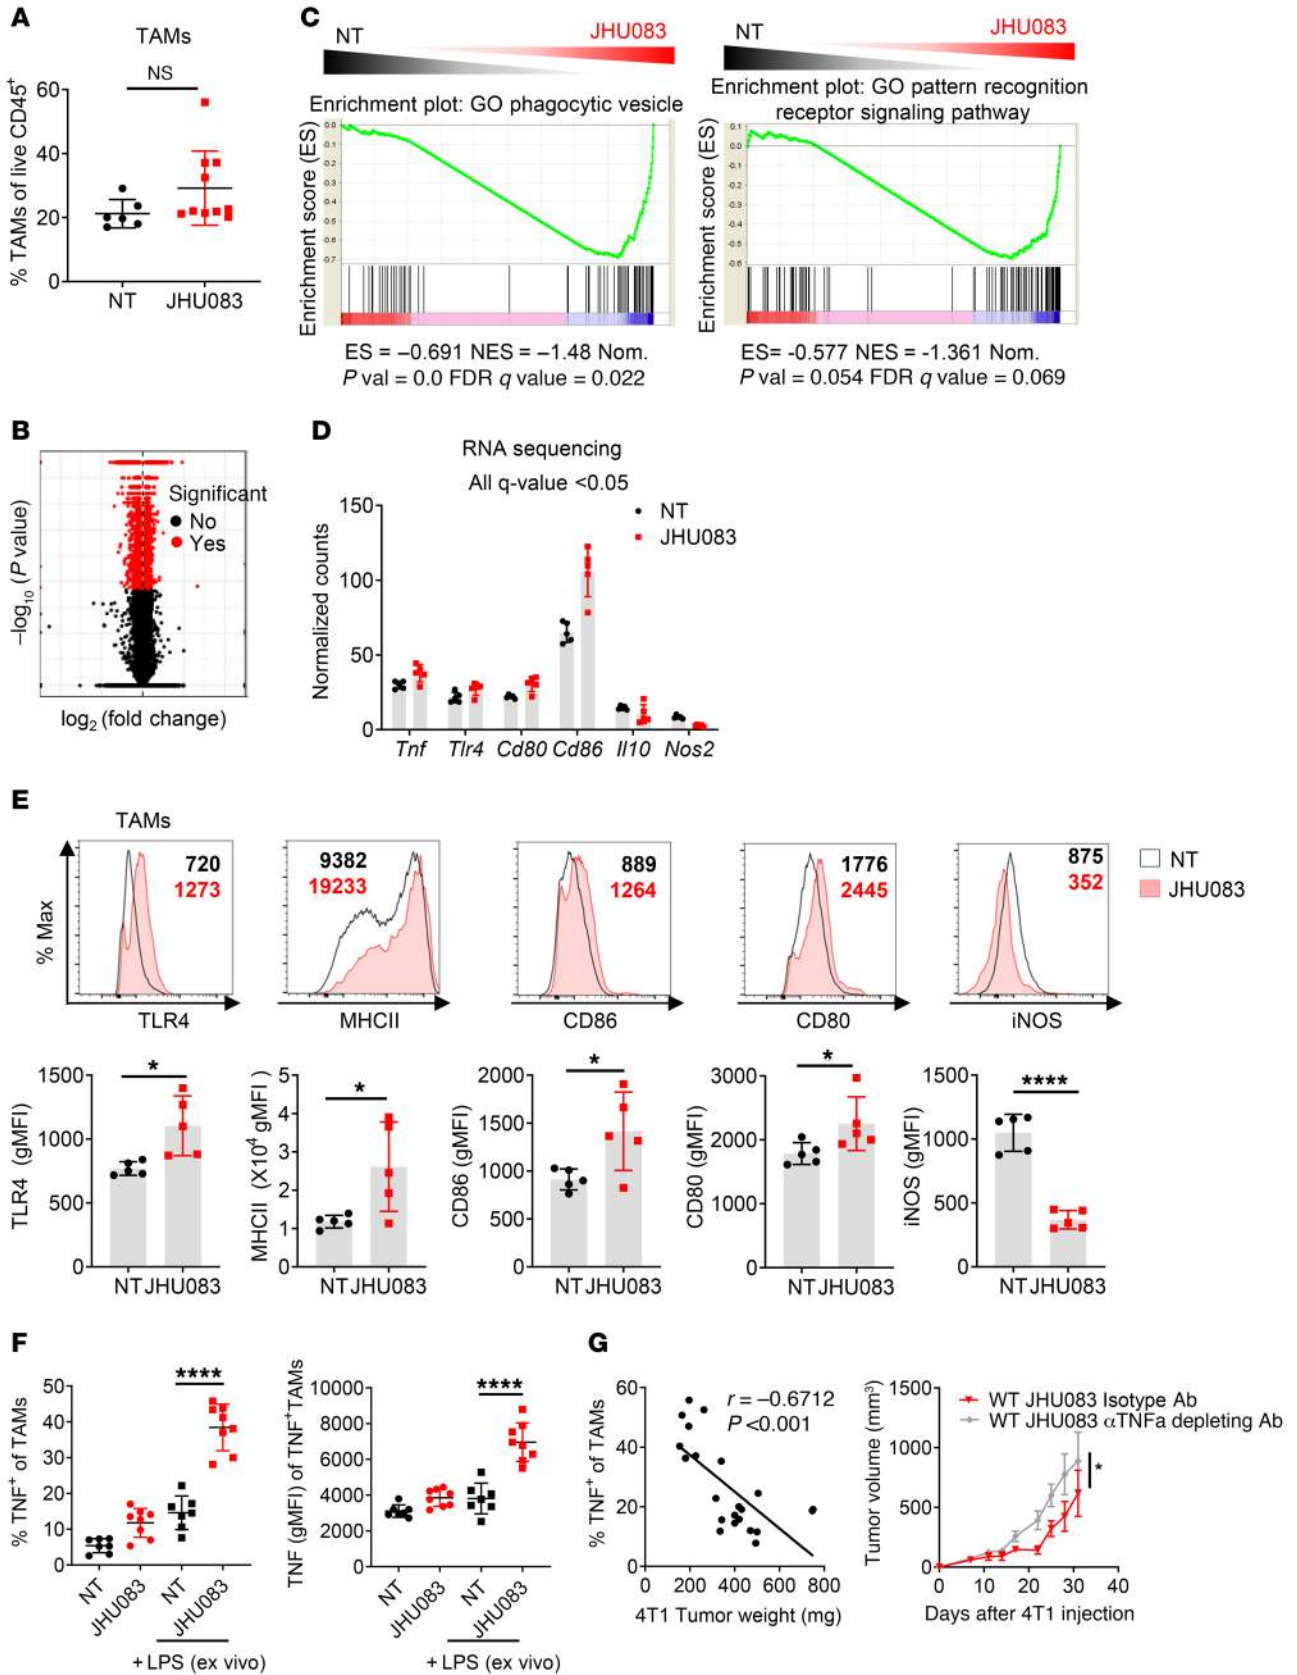 A
TAMs
NS
% TAMs of live CD45+
60
40
20
0
NT
JHU083
C
NT
JHU083
Enrichment plot: GO phagocytic vesicle
Enrichment score (ES)
ES = –0.691 NES = –1.48 Nom.
P val = 0.0 FDR q value = 0.022
NT
JHU083
Enrichment plot: GO pattern recognition
receptor signaling pathway
Enrichment score (ES)
ES= -0.577 NES = -1.361 Nom.
P val = 0.054 FDR q value = 0.069
B
Significant
No
Yes
–log10 (P value)
log2 (fold change)
D
RNA sequencing
All q-value <0.05
NT
JHU083
Normalized counts
150
100
50
0
Tnf Tlr4 Cd80 Cd86 Il10 Nos2
E
TAMs
% Max
720
1273
TLR4
9382
19233
MHCII
889
1264
CD86
1776
2445
CD80
875
352
iNOS
NT
JHU083
TLR4 (gMFI)
1500
1000
500
0
*
NT JHU083
MHCII (X10⁴ gMFI)
5
4
3
2
1
0
*
NT JHU083
CD86 (gMFI)
2000
1500
1000
500
0
*
NT JHU083
CD80 (gMFI)
3000
2000
1000
0
*
NT JHU083
iNOS (gMFI)
1500
1000
500
0
****
NT JHU083
F
% TNF+ of TAMs
50
40
30
20
10
0
****
NT
JHU083
NT
JHU083
+ LPS (ex vivo)
TNF (gMFI) of TNF+TAMs
10000
8000
6000
4000
2000
0
****
NT
JHU083
NT
JHU083
+ LPS (ex vivo)
G
% TNF+ of TAMs
60
40
20
0
r = –0.6712
P <0.001
0 200 400 600 800
4T1 Tumor weight (mg)
Tumor volume (mm³)
1500
1000
500
0
WT JHU083 Isotype Ab
WT JHU083 αTNFa depleting Ab
*
0 10 20 30 40
Days after 4T1 injection